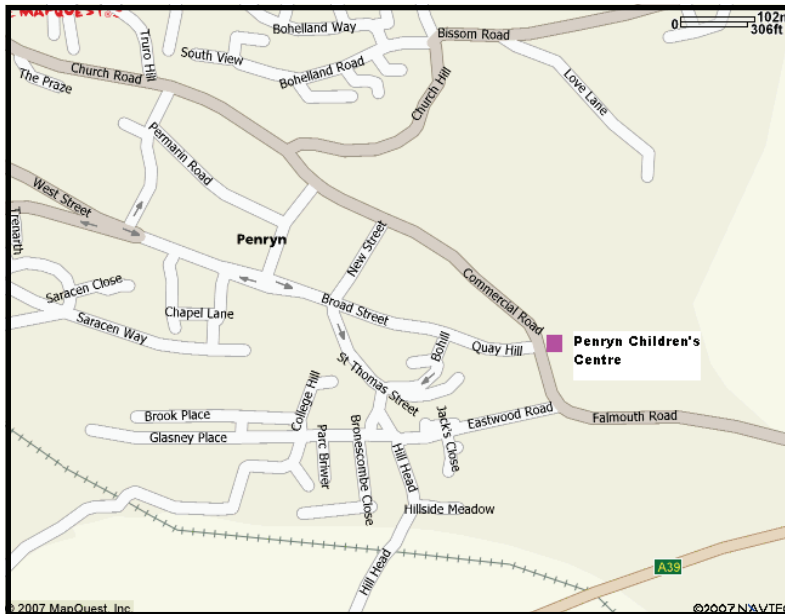 MAPQUEST
Bohelland Way
0 102m
306ft
Bissom Road
Truro Hill
South View
Bohelland Road
Church Road
The Praze
Church Hill
Love Lane
Permarin Road
West Street
Trenarth
Penryn
New Street
Saracen Close
Commercial Road
Chapel Lane
Broad Street
Saracen Way
Bohill
Quay Hill
Penryn Children's
Centre
St Thomas Street
College Hill
Brook Place
Jack's Close
Eastwood Road
Falmouth Road
Glasney Place
Parc Briwer
Bronescombe Close
Hill Head
Hillside Meadow
Hill Head
A39
© 2007 MapQuest, Inc.
©2007 NAVTE